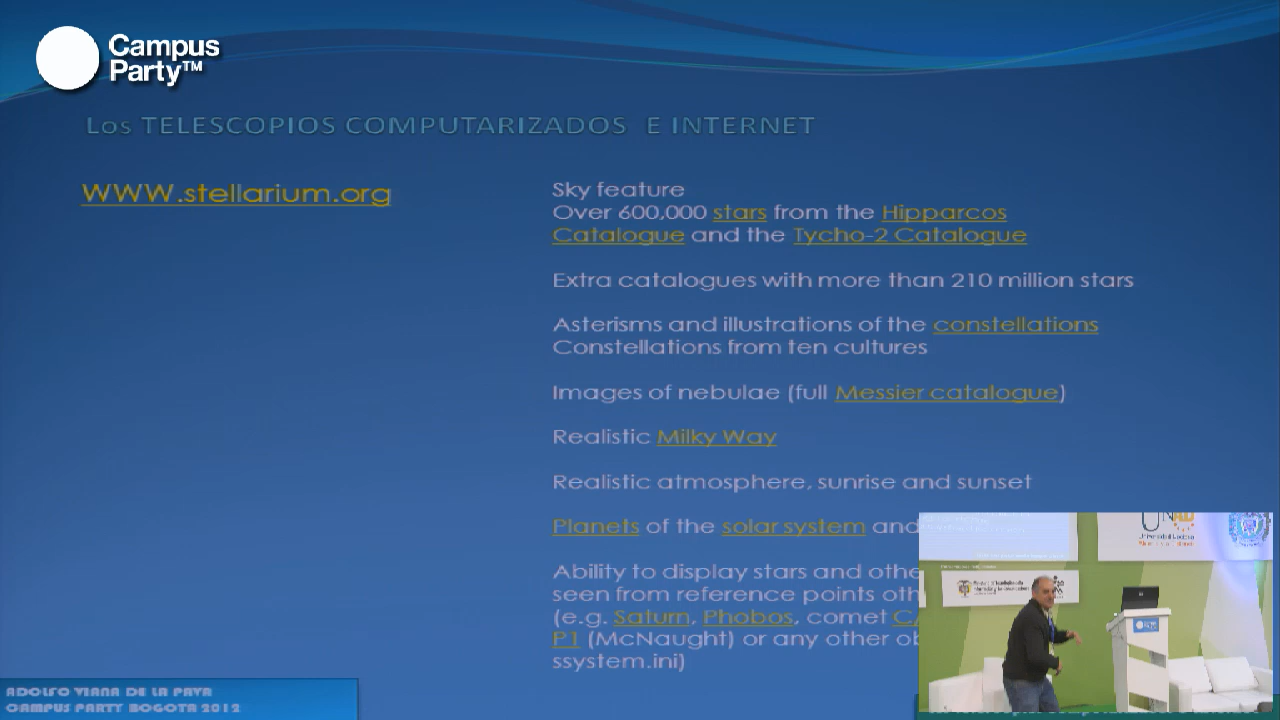 Campus
Party™
Los TELESCOPIOS COMPUTARIZADOS E INTERNET
WWW.stellarium.org
Sky feature
Over 600,000 stars from the Hipparcos
Catalogue and the Tycho-2 Catalogue
Extra catalogues with more than 210 million stars
Asterisms and illustrations of the constellations
Constellations from ten cultures
Images of nebulae (full Messier catalogue)
Realistic Milky Way
Realistic atmosphere, sunrise and sunset
Planets of the solar system and
Ability to display stars and othe
seen from reference points oth
(e.g. Saturn, Phobos, comet C/
P1 (McNaught) or any other ob
ssystem.ini)
UNAD
ADOLFO VIANA DE LA PAVA
CAMPUS PARTY BOGOTA 2012